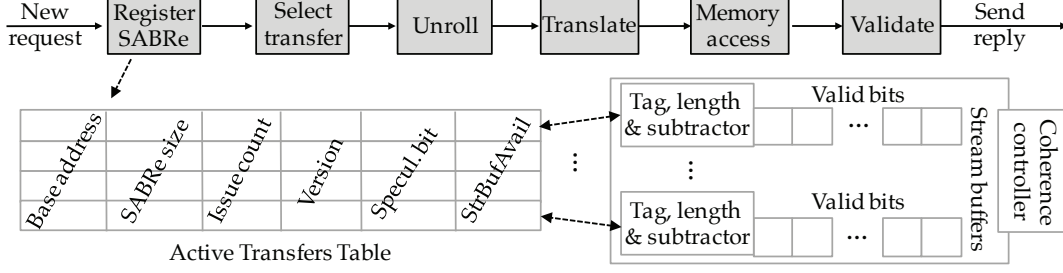 New
request
Register
SABRe
Select
transfer
Unroll
Translate
Memory
access
Validate
Send
reply
Base address
SABRe size
Issue count
Version
Specul. bit
StrBufAvail
Active Transfers Table
...
Tag, length
& subtractor
Valid bits
...
...
Tag, length
& subtractor
Valid bits
...
Stream buffers
Coherence
controller